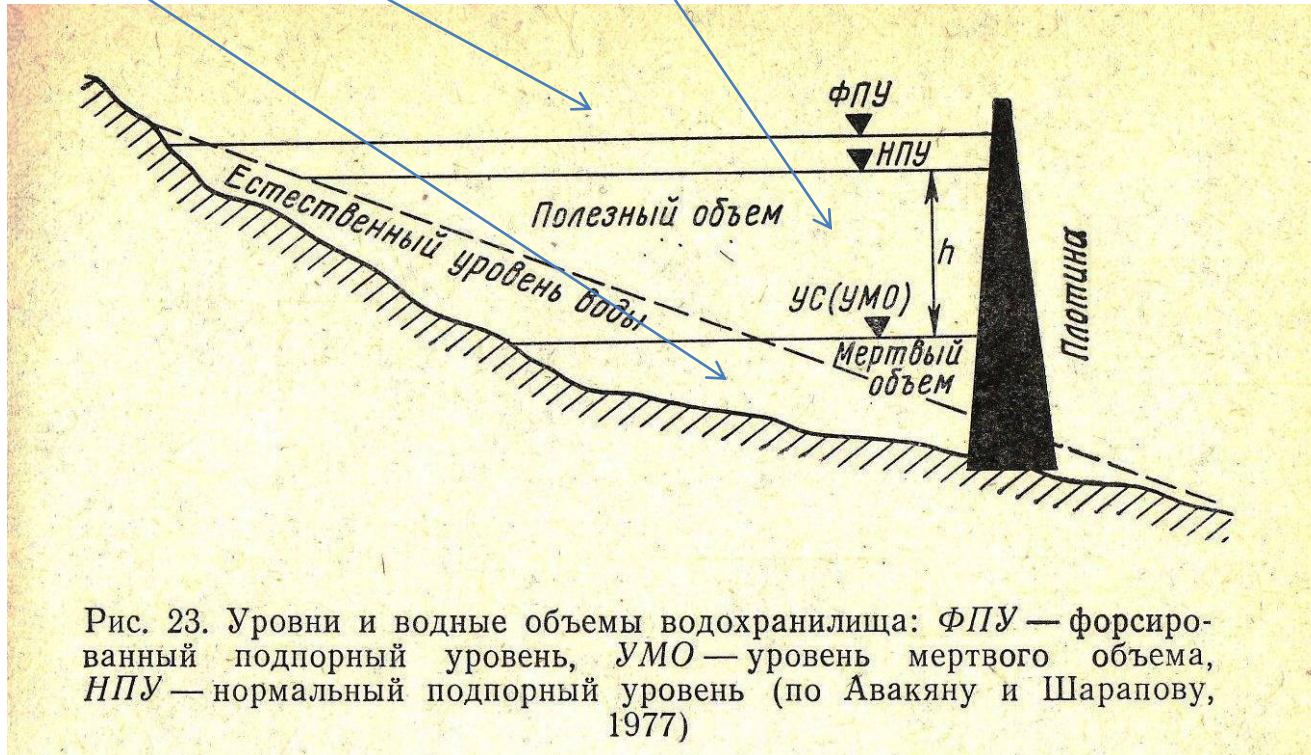 ФПУ
НПУ
Естественный уровень воды
Полезный объем
h
УС(УМО)
Мертвый
объем
Плотина
Рис. 23. Уровни и водные объемы водохранилища: ФПУ — форсиро-
ванный подпорный уровень, УМО — уровень мертвого объема,
НПУ — нормальный подпорный уровень (по Авакяну и Шарапову,
1977)